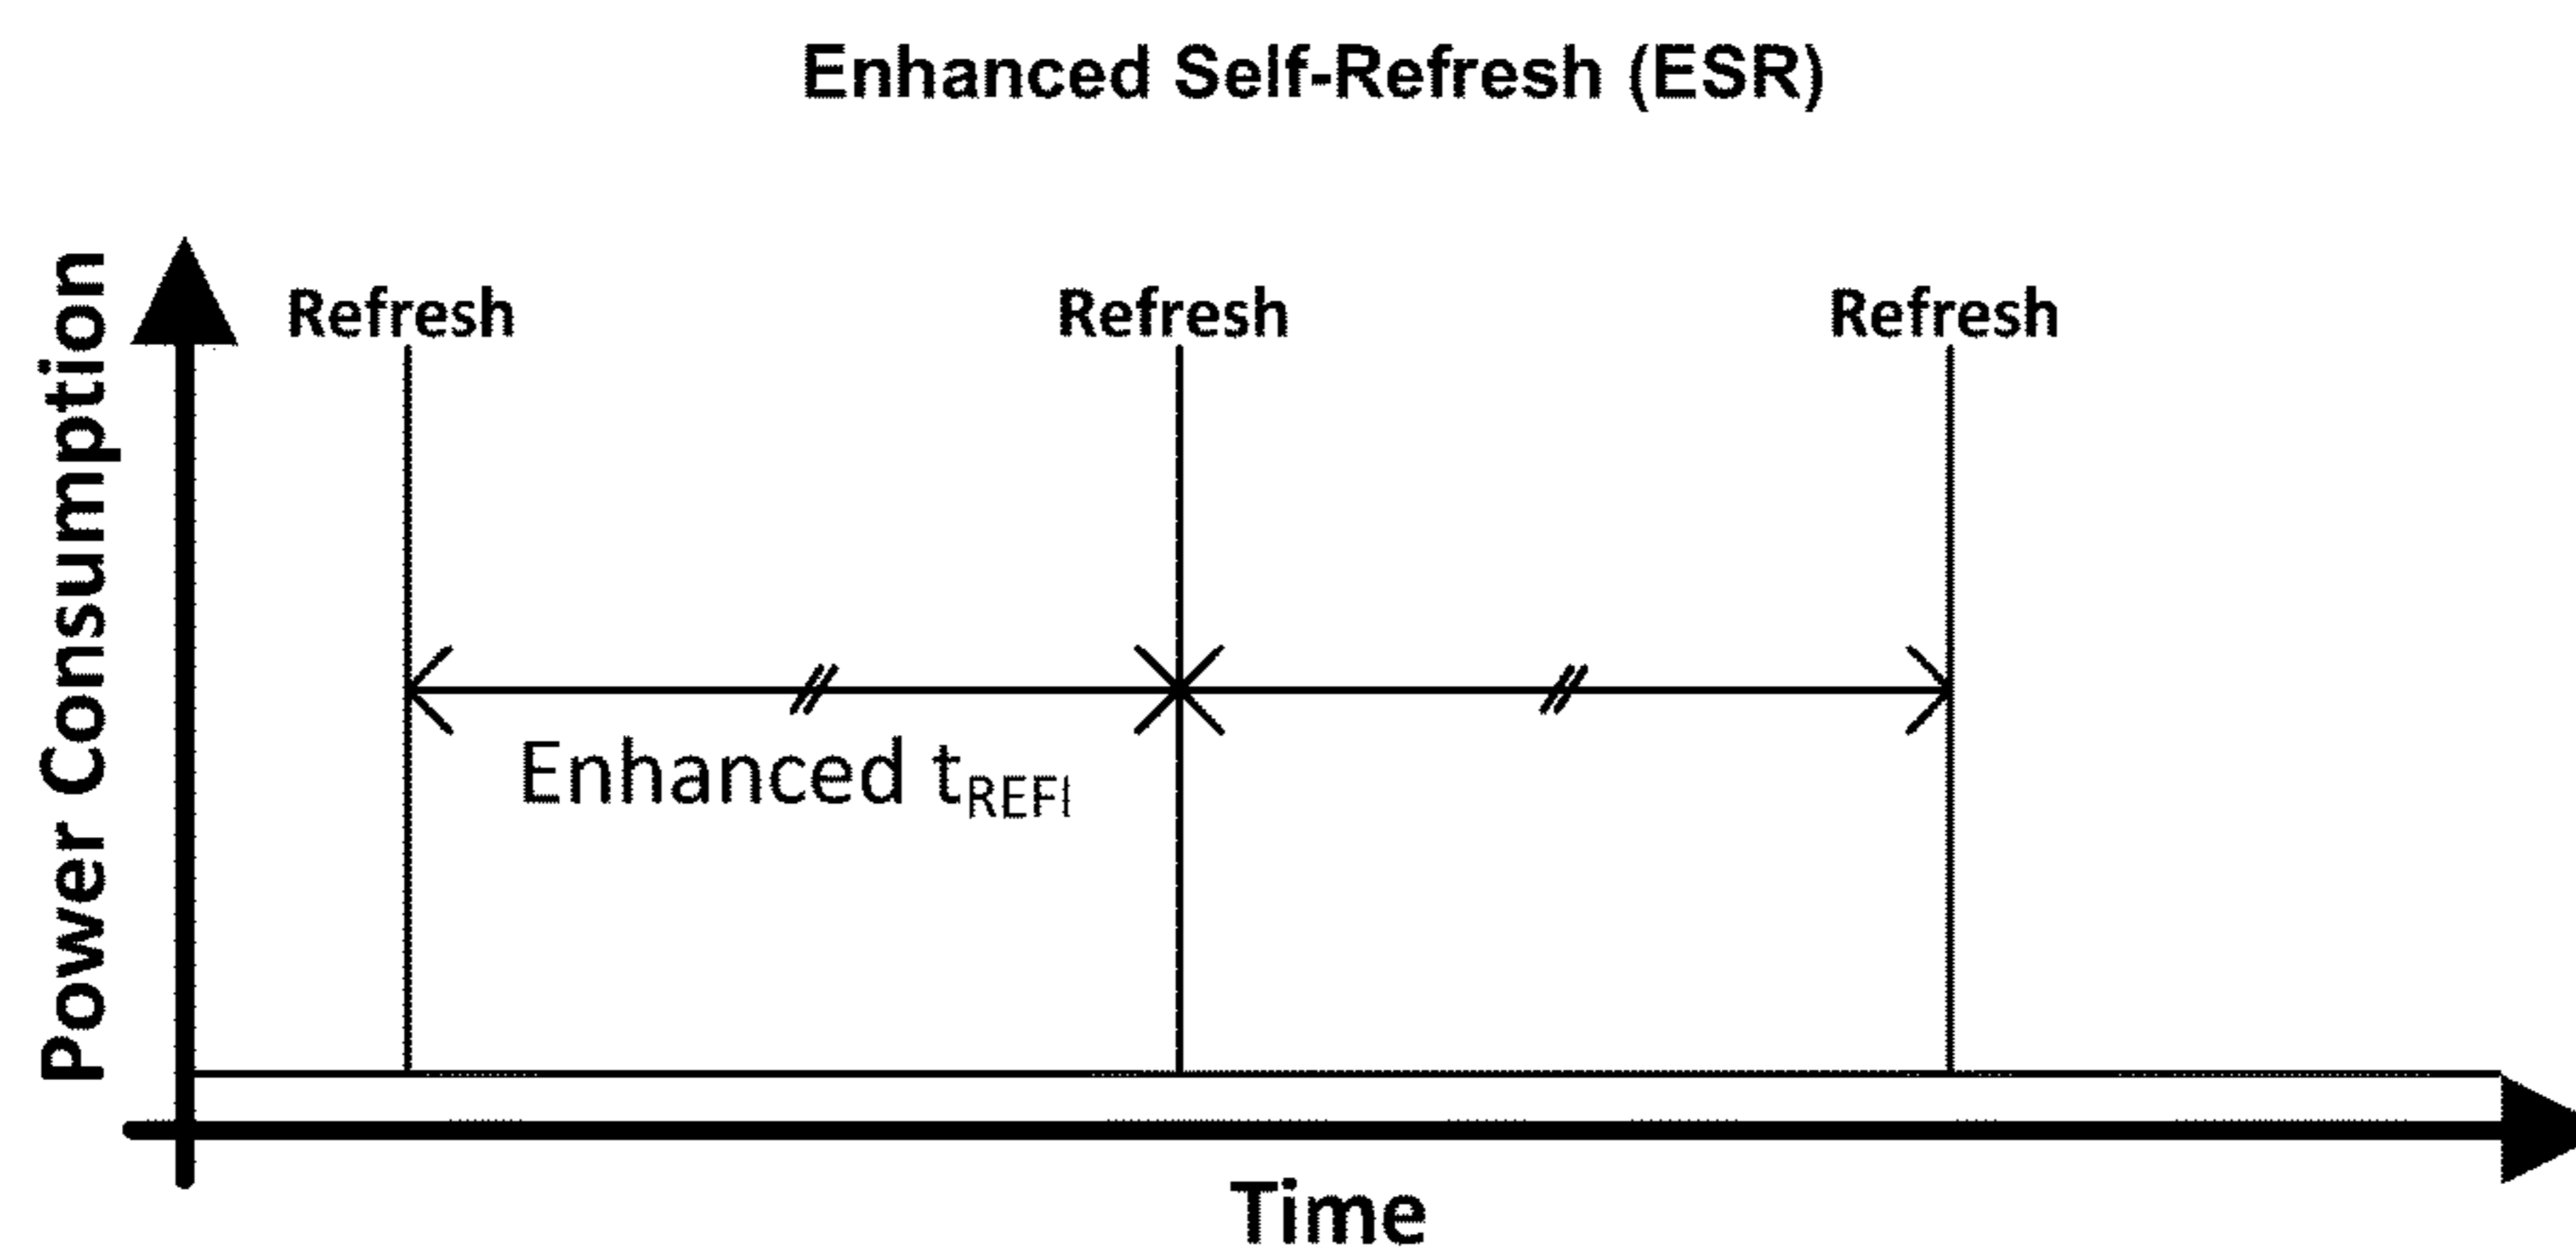 Enhanced Self-Refresh (ESR)
Power Consumption
Refresh
Refresh
Refresh
Enhanced tREFI
Time